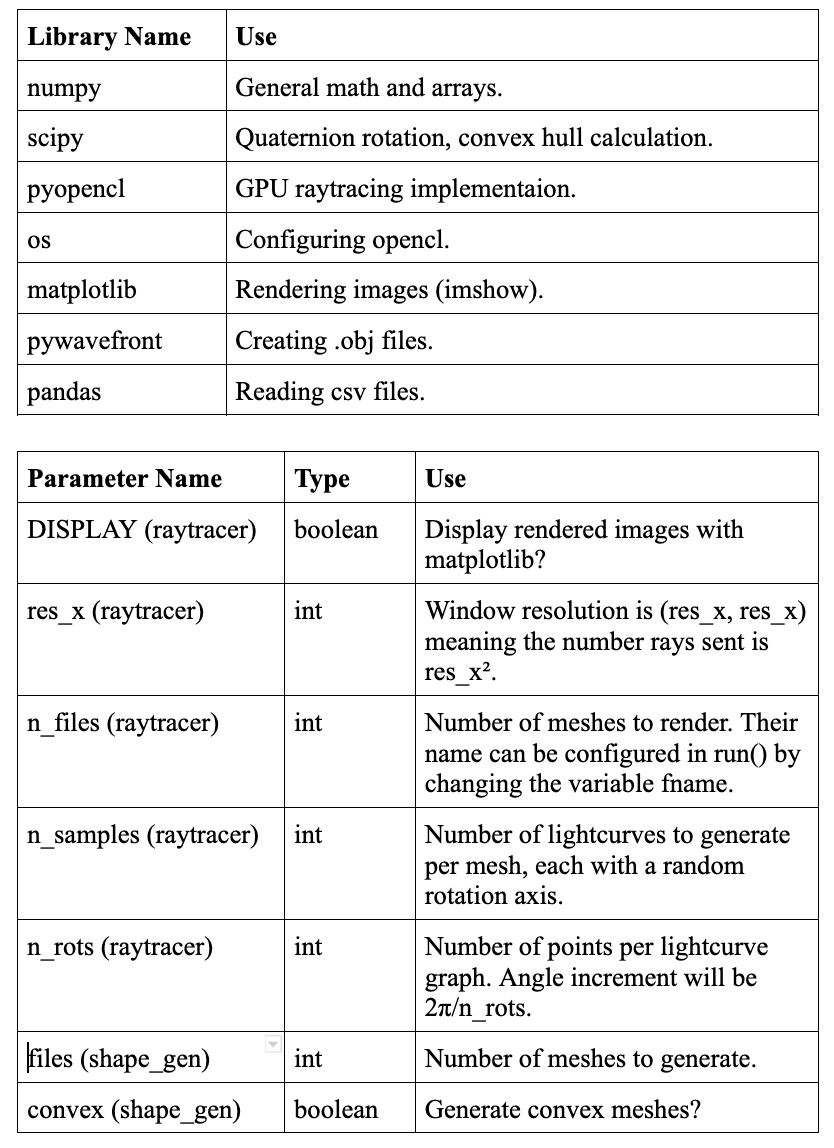 Library Name Use
numpy General math and arrays.
scipy Quaternion rotation, convex hull calculation.
pyopencl GPU raytracing implementaion.
os Configuring opencl.
matplotlib Rendering images (imshow).
pywavefront Creating .obj files.
pandas Reading csv files.
Parameter Name Type Use
DISPLAY (raytracer) boolean Display rendered images with
matplotlib?
res_x (raytracer) int Window resolution is (res_x, res_x)
meaning the number rays sent is
res_x².
n_files (raytracer) int Number of meshes to render. Their
name can be configured in run() by
changing the variable fname.
n_samples (raytracer) int Number of lightcurves to generate
per mesh, each with a random
rotation axis.
n_rots (raytracer) int Number of points per lightcurve
graph. Angle increment will be
2π/n_rots.
files (shape_gen) int Number of meshes to generate.
convex (shape_gen) boolean Generate convex meshes?